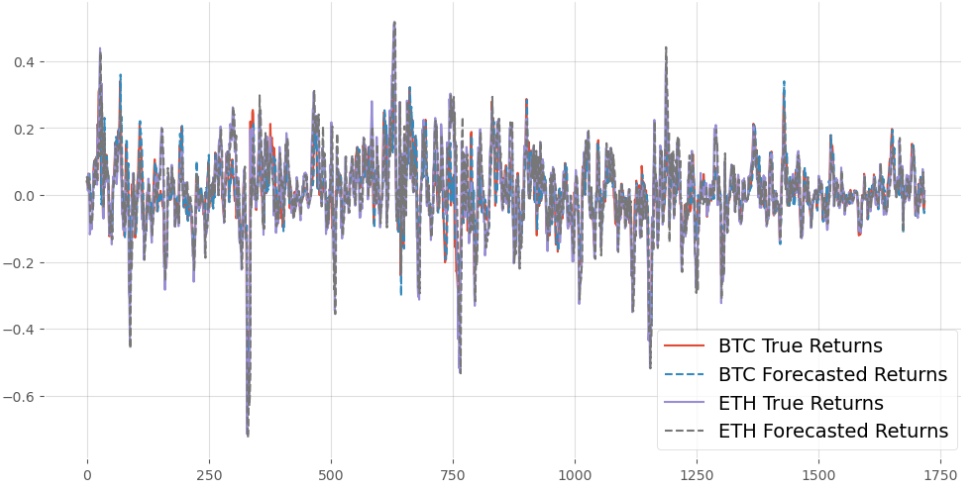 0.4
0.2
0.0
−0.2
−0.4
−0.6
BTC True Returns
BTC Forecasted Returns
ETH True Returns
ETH Forecasted Returns
0 250 500 750 1000 1250 1500 1750